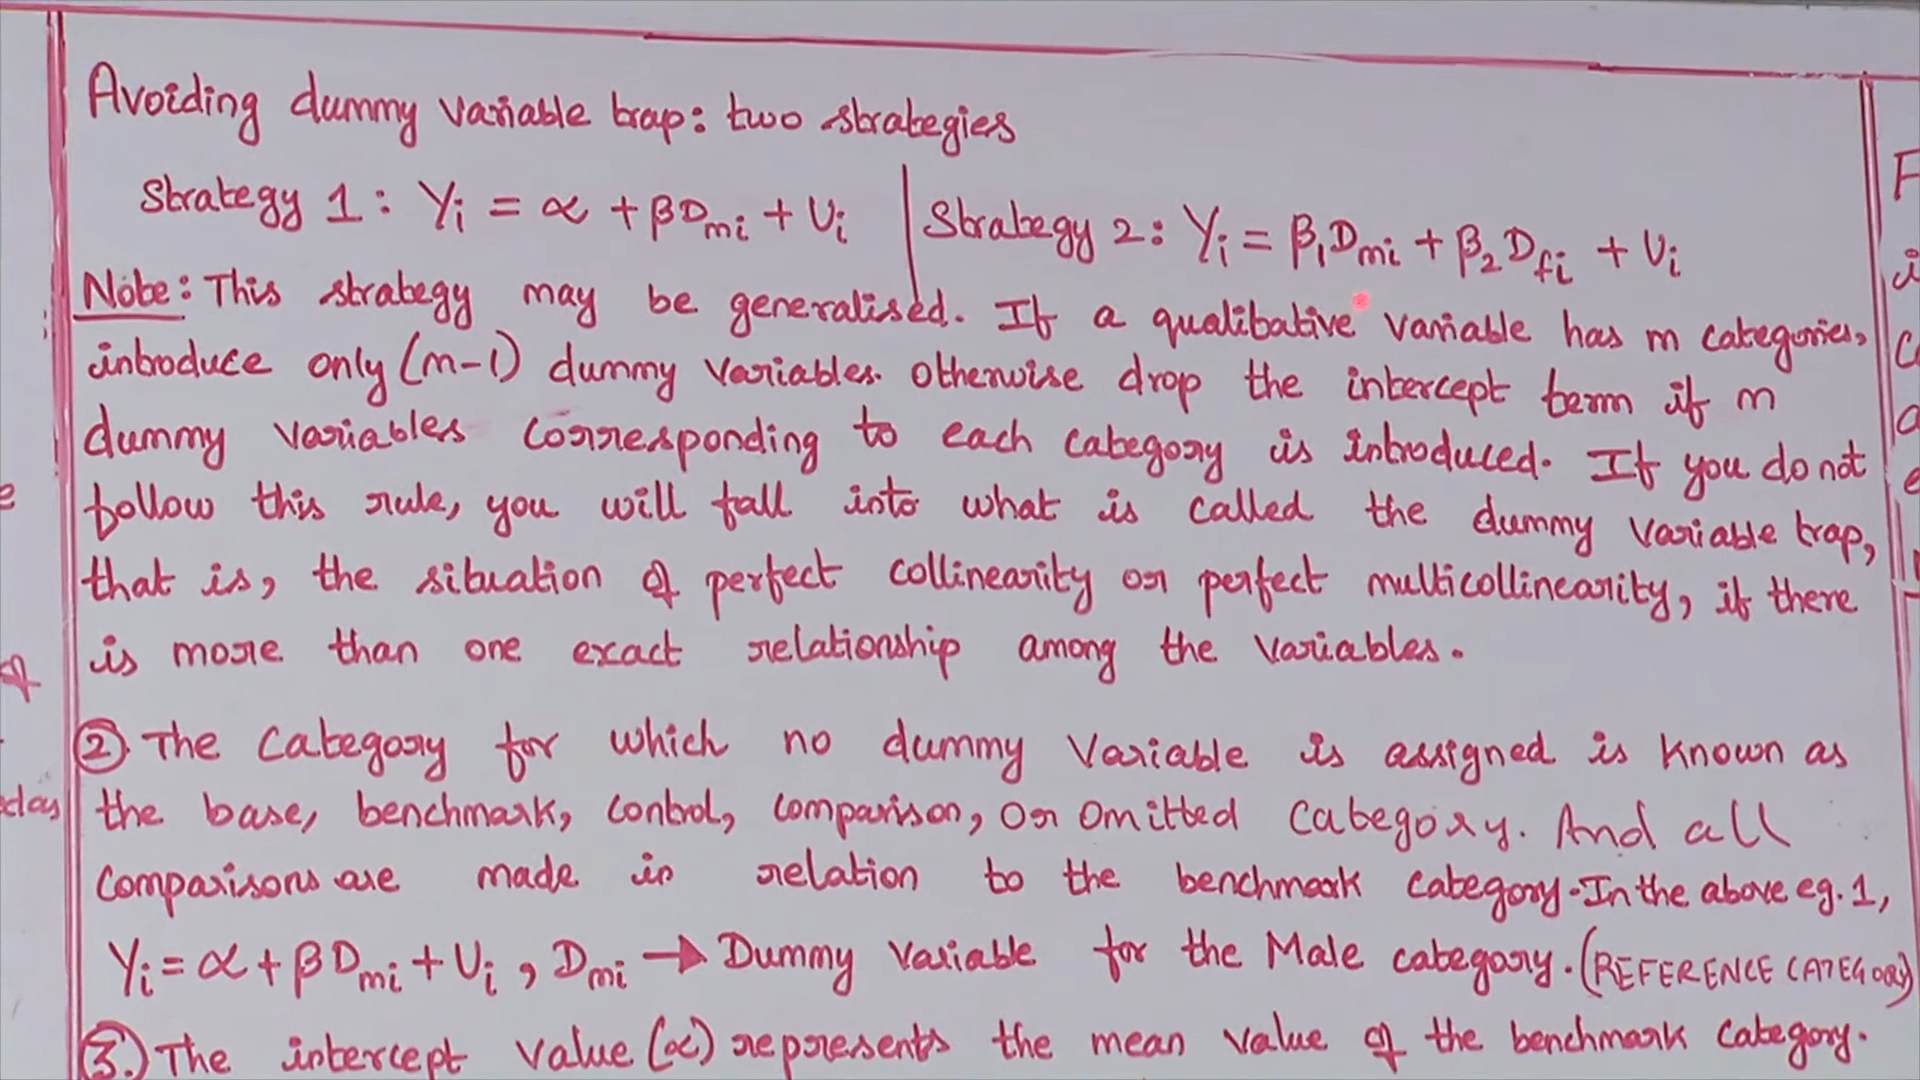 Avoiding dummy variable trap: two strategies
Strategy 1: Yi = α + βDmi + Ui | Strategy 2: Yi = β1Dmi + β2Dfi + Ui
Note: This strategy may be generalised. If a qualitative variable has m categories,
introduce only (m-1) dummy variables. Otherwise drop the intercept term if m
dummy variables corresponding to each category is introduced. If you do not
follow this rule, you will fall into what is called the dummy variable trap,
that is, the situation of perfect collinearity or perfect multicollinearity, if there
is more than one exact relationship among the variables.
② The category for which no dummy variable is assigned is known as
the base, benchmark, control, comparison, or omitted category. And all
comparisons are made in relation to the benchmark category. In the above eg. 1,
Yi = α + βDmi + Ui, Dmi → Dummy variable for the Male category. (REFERENCE CATEGORY)
③ The intercept value (α) represents the mean value of the benchmark category.